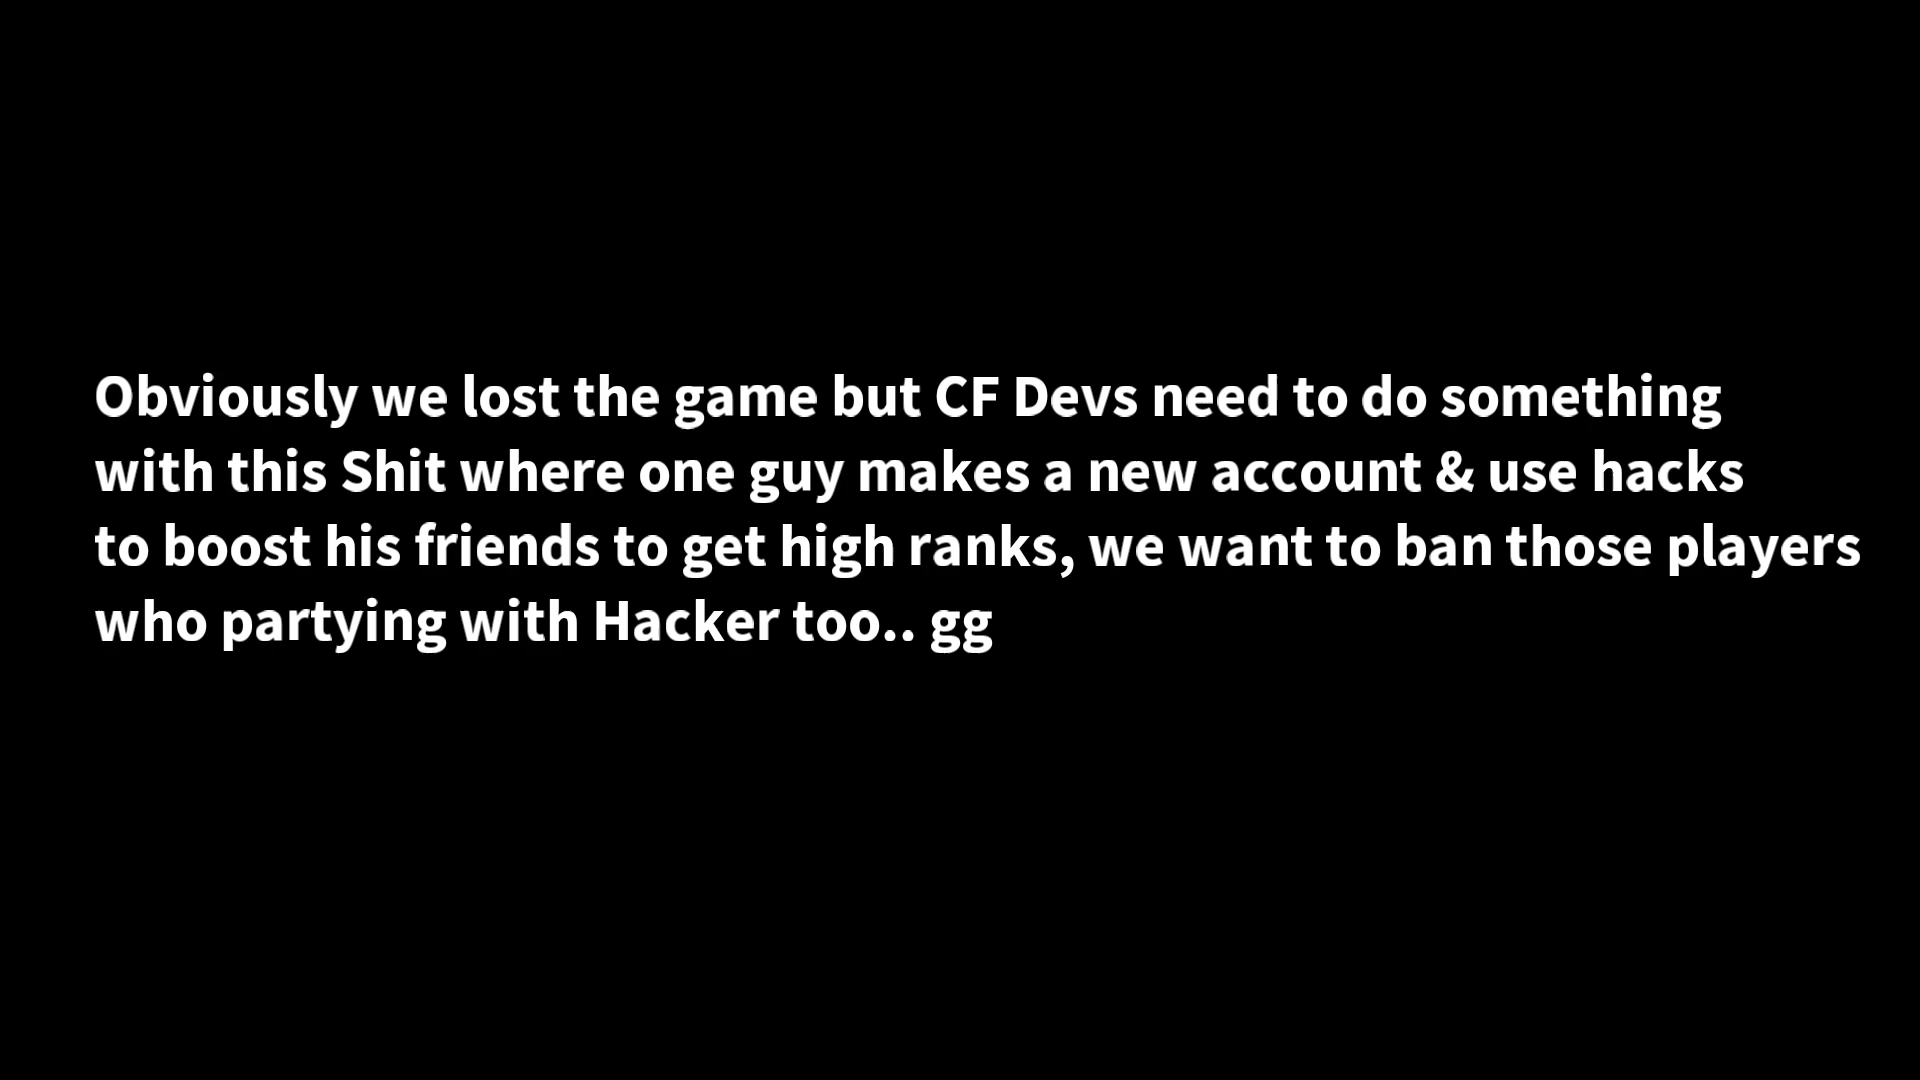 Obviously we lost the game but CF Devs need to do something
with this Shit where one guy makes a new account & use hacks
to boost his friends to get high ranks, we want to ban those players
who partying with Hacker too.. gg